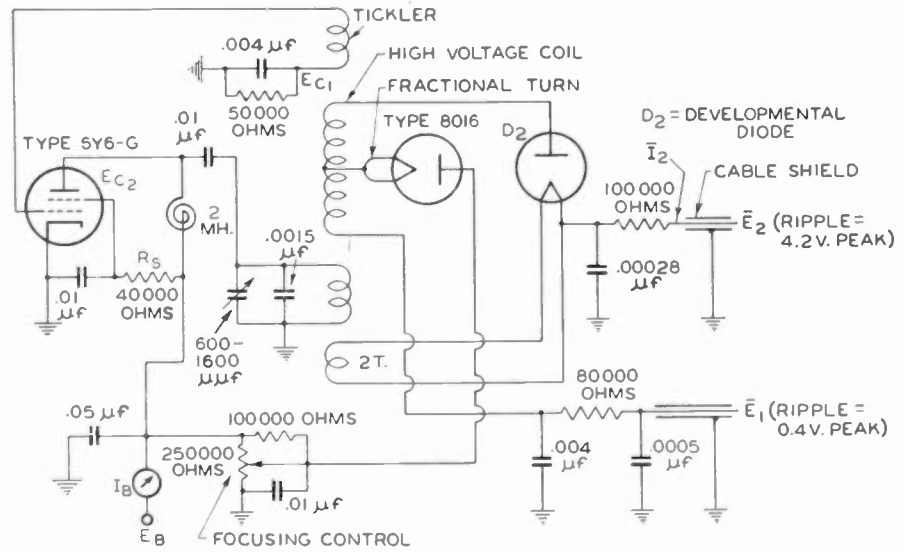 TICKLER
.004 μf
HIGH VOLTAGE COIL
EC1
FRACTIONAL TURN
50000
OHMS
TYPE 8016
.01
μf
D2
D2 = DEVELOPMENTAL
DIODE
TYPE 5Y6-G
EC2
Ī2
CABLE SHIELD
100 000
OHMS
2
MH.
Ē2 (RIPPLE =
4.2V. PEAK)
.0015
μf
RS
.01
μf
40000
OHMS
.00028
μf
600-
1600
μμf
2T.
80000
OHMS
.05 μf
100000 OHMS
Ē1 (RIPPLE =
0.4V. PEAK)
250000
OHMS
.004
μf
.0005
μf
IB
.01 μf
EB
FOCUSING CONTROL